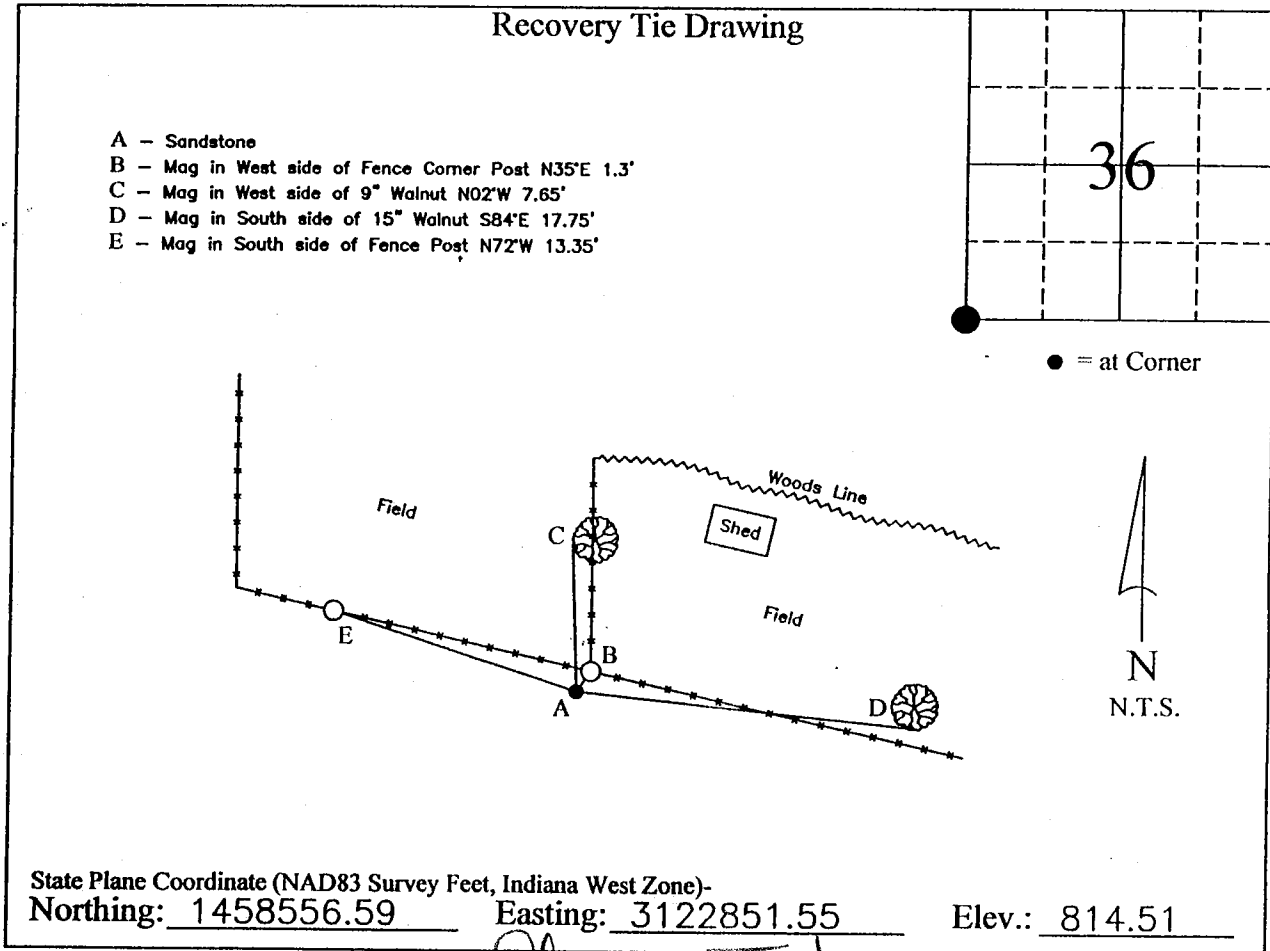 Recovery Tie Drawing
A – Sandstone
B – Mag in West side of Fence Corner Post N35°E 1.3'
C – Mag in West side of 9" Walnut N02°W 7.65'
D – Mag in South side of 15" Walnut S84°E 17.75'
E – Mag in South side of Fence Post N72°W 13.35'
36
● = at Corner
Woods Line
Field
C
Shed
Field
E
B
A
D
N
N.T.S.
State Plane Coordinate (NAD83 Survey Feet, Indiana West Zone)-
Northing: 1458556.59 Easting: 3122851.55 Elev.: 814.51